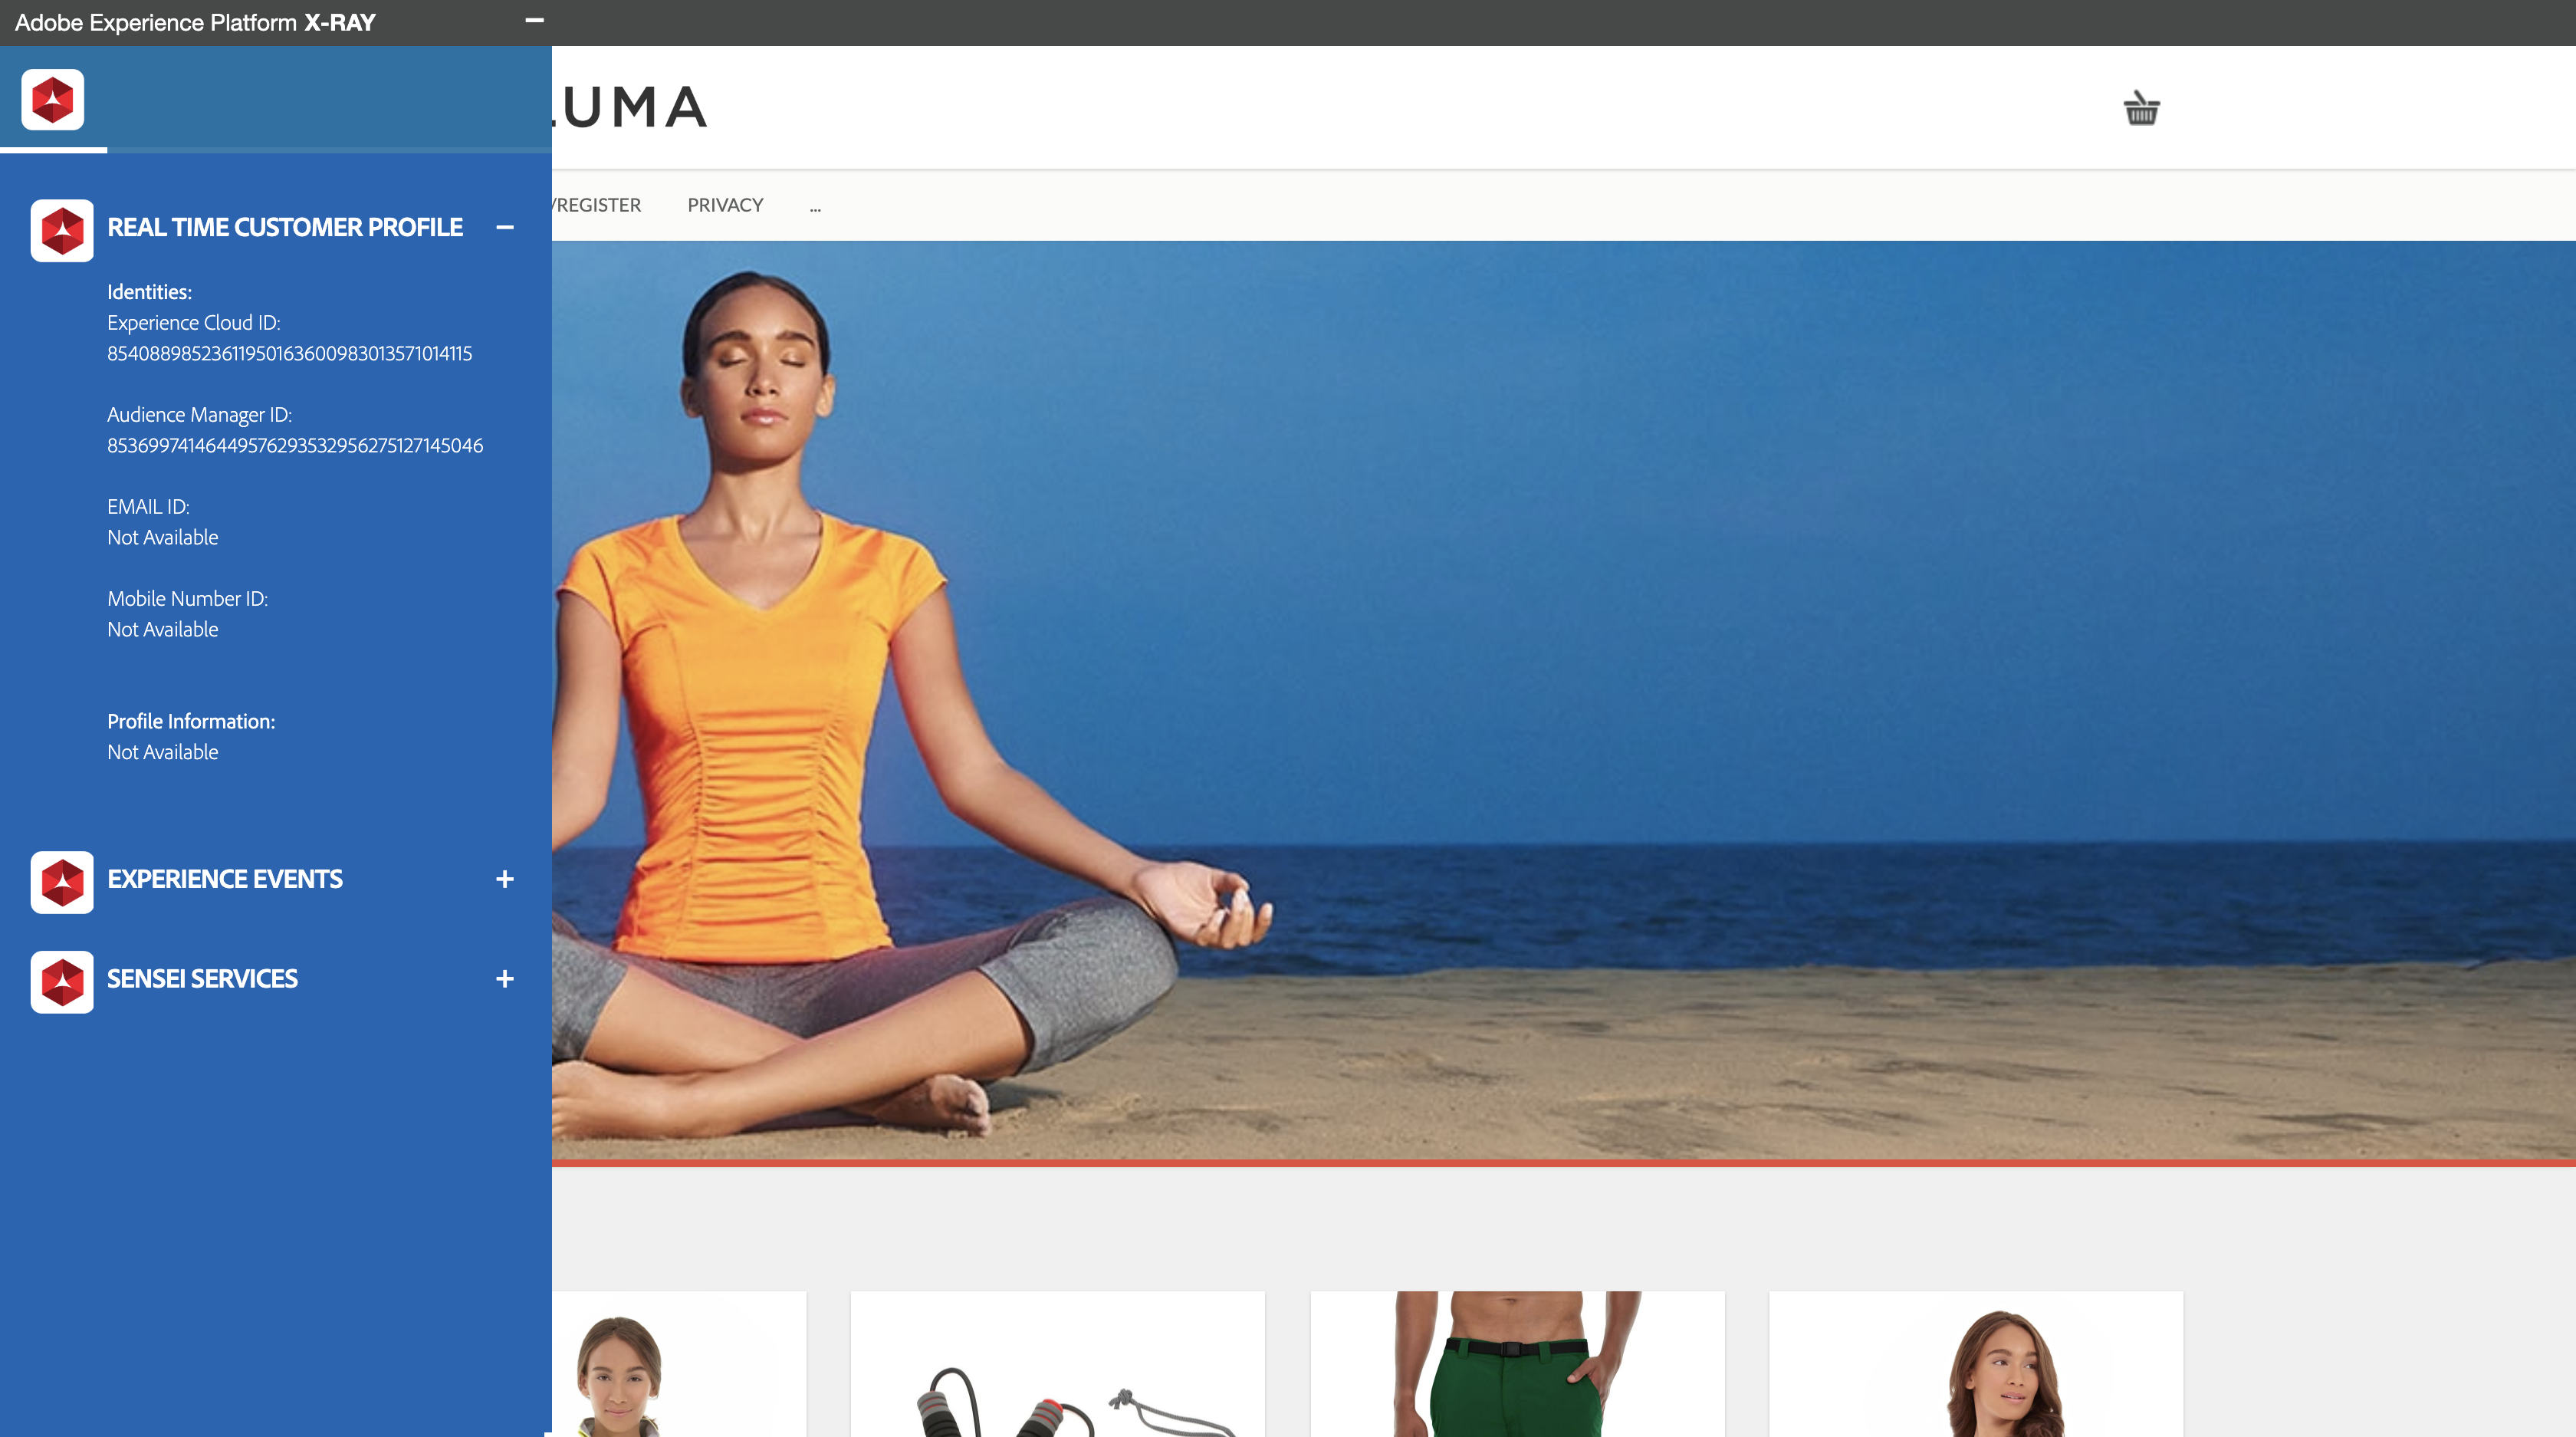 Adobe Experience Platform X-RAY
LUMA
/REGISTER PRIVACY ...
REAL TIME CUSTOMER PROFILE
Identities:
Experience Cloud ID:
85408898523611950163600983013571014115
Audience Manager ID:
85369974146449576293532956275127145046
EMAIL ID:
Not Available
Mobile Number ID:
Not Available
Profile Information:
Not Available
EXPERIENCE EVENTS
SENSEI SERVICES